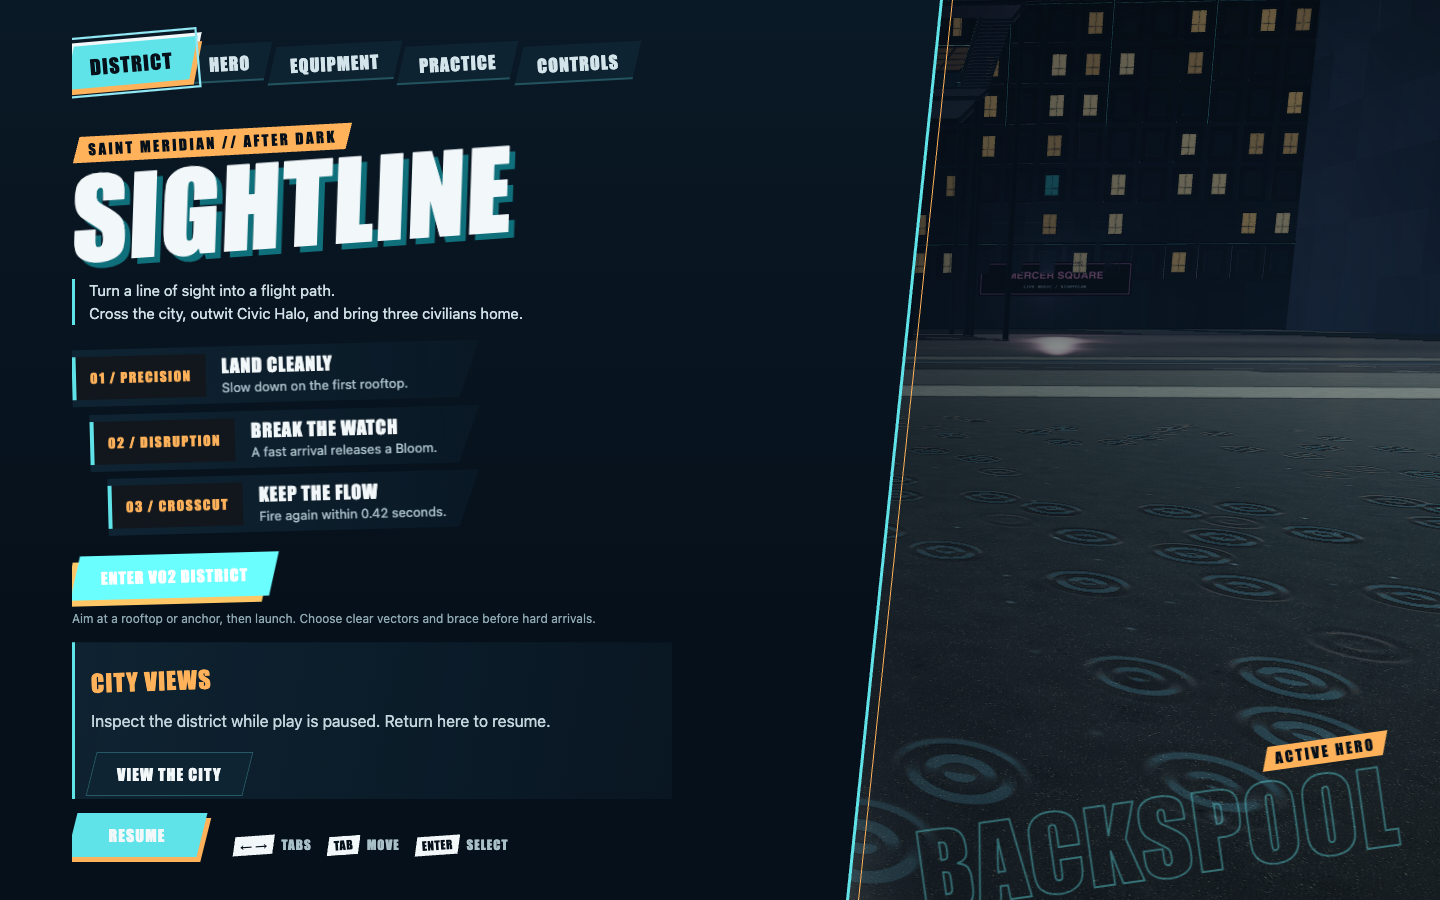 DISTRICT
HERO
EQUIPMENT
PRACTICE
CONTROLS
SAINT MERIDIAN // AFTER DARK
SIGHTLINE
Turn a line of sight into a flight path.
Cross the city, outwit Civic Halo, and bring three civilians home.
01 / PRECISION
LAND CLEANLY
Slow down on the first rooftop.
02 / DISRUPTION
BREAK THE WATCH
A fast arrival releases a Bloom.
03 / CROSSCUT
KEEP THE FLOW
Fire again within 0.42 seconds.
ENTER V02 DISTRICT
Aim at a rooftop or anchor, then launch. Choose clear vectors and brace before hard arrivals.
CITY VIEWS
Inspect the district while play is paused. Return here to resume.
VIEW THE CITY
RESUME
←→ TABS
TAB MOVE
ENTER SELECT
MERCER SQUARE
ACTIVE HERO
BACKSPOOL